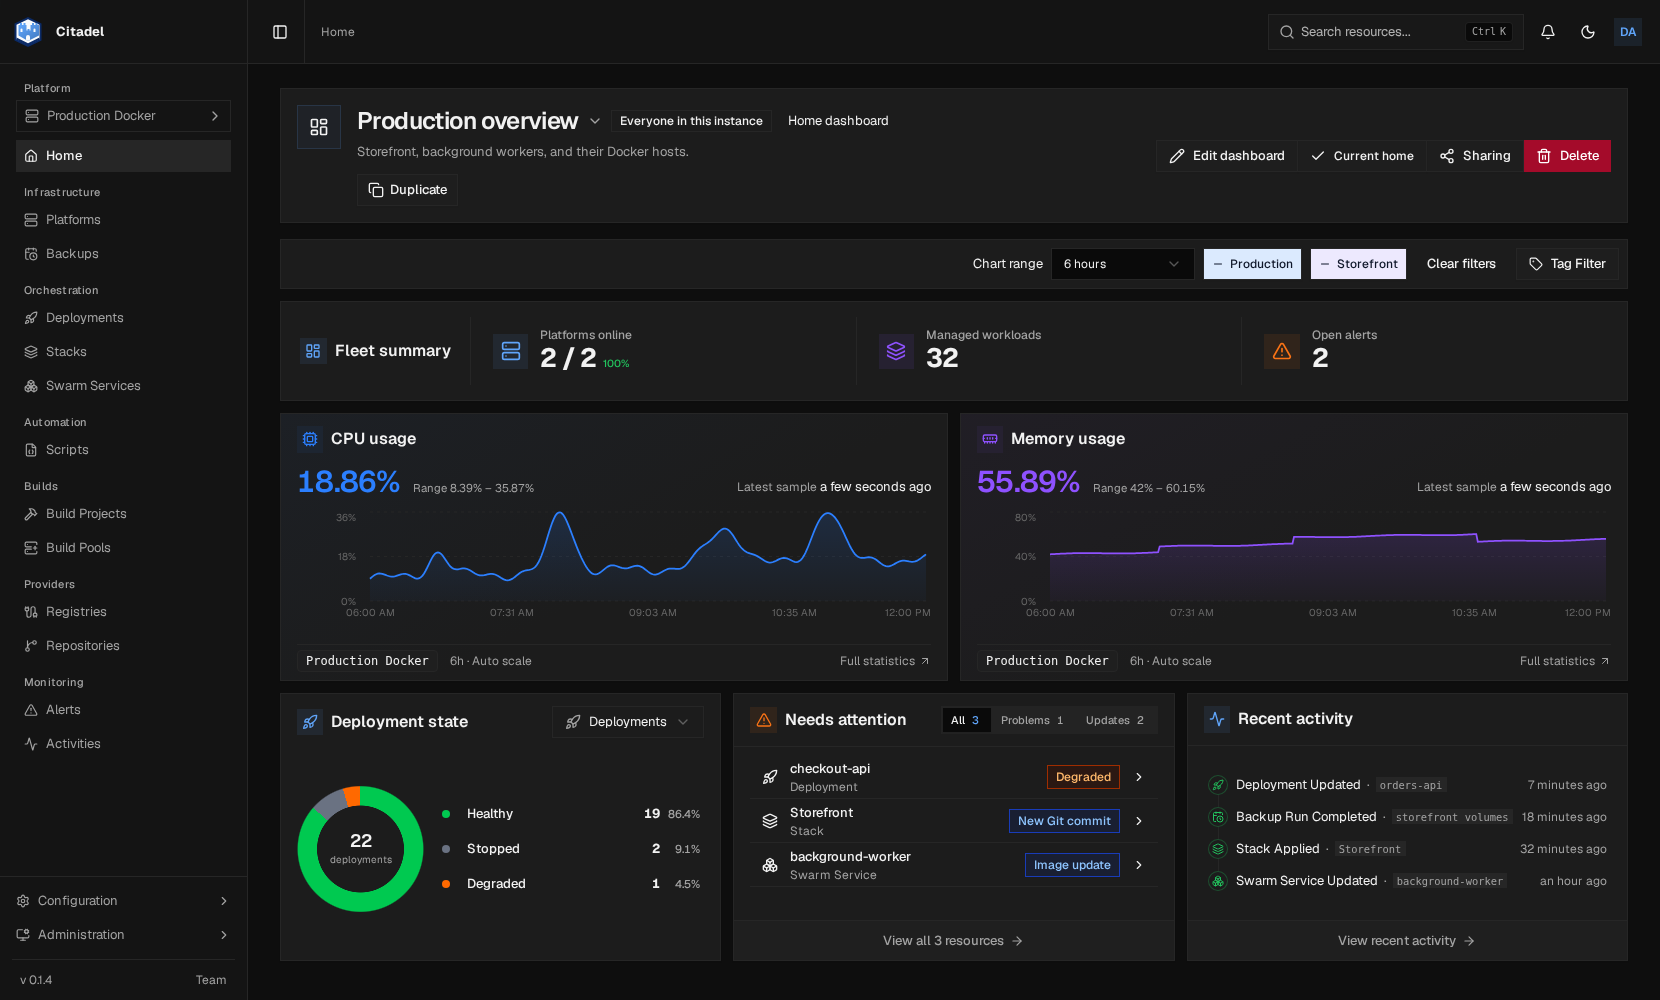 Citadel
Home
Search resources...
Ctrl K
DA
Platform
Production Docker
Home
Infrastructure
Platforms
Backups
Orchestration
Deployments
Stacks
Swarm Services
Automation
Scripts
Builds
Build Projects
Build Pools
Providers
Registries
Repositories
Monitoring
Alerts
Activities
Configuration
Administration
v 0.1.4
Team
Production overview
Everyone in this instance
Home dashboard
Storefront, background workers, and their Docker hosts.
Duplicate
Edit dashboard
Current home
Sharing
Delete
Chart range
6 hours
Production
Storefront
Clear filters
Tag Filter
Fleet summary
Platforms online
2 / 2 100%
Managed workloads
32
Open alerts
2
CPU usage
18.86% Range 8.39% – 35.87%
Latest sample a few seconds ago
36%
18%
0%
06:00 AM 07:31 AM 09:03 AM 10:35 AM 12:00 PM
Production Docker 6h · Auto scale
Full statistics
Memory usage
55.89% Range 42% – 60.15%
Latest sample a few seconds ago
80%
40%
0%
06:00 AM 07:31 AM 09:03 AM 10:35 AM 12:00 PM
Production Docker 6h · Auto scale
Full statistics
Deployment state
Deployments
22
deployments
Healthy 19 86.4%
Stopped 2 9.1%
Degraded 1 4.5%
Needs attention
All 3
Problems 1
Updates 2
checkout-api
Deployment
Degraded
Storefront
Stack
New Git commit
background-worker
Swarm Service
Image update
View all 3 resources
Recent activity
Deployment Updated · orders-api 7 minutes ago
Backup Run Completed · storefront volumes 18 minutes ago
Stack Applied · Storefront 32 minutes ago
Swarm Service Updated · background-worker an hour ago
View recent activity